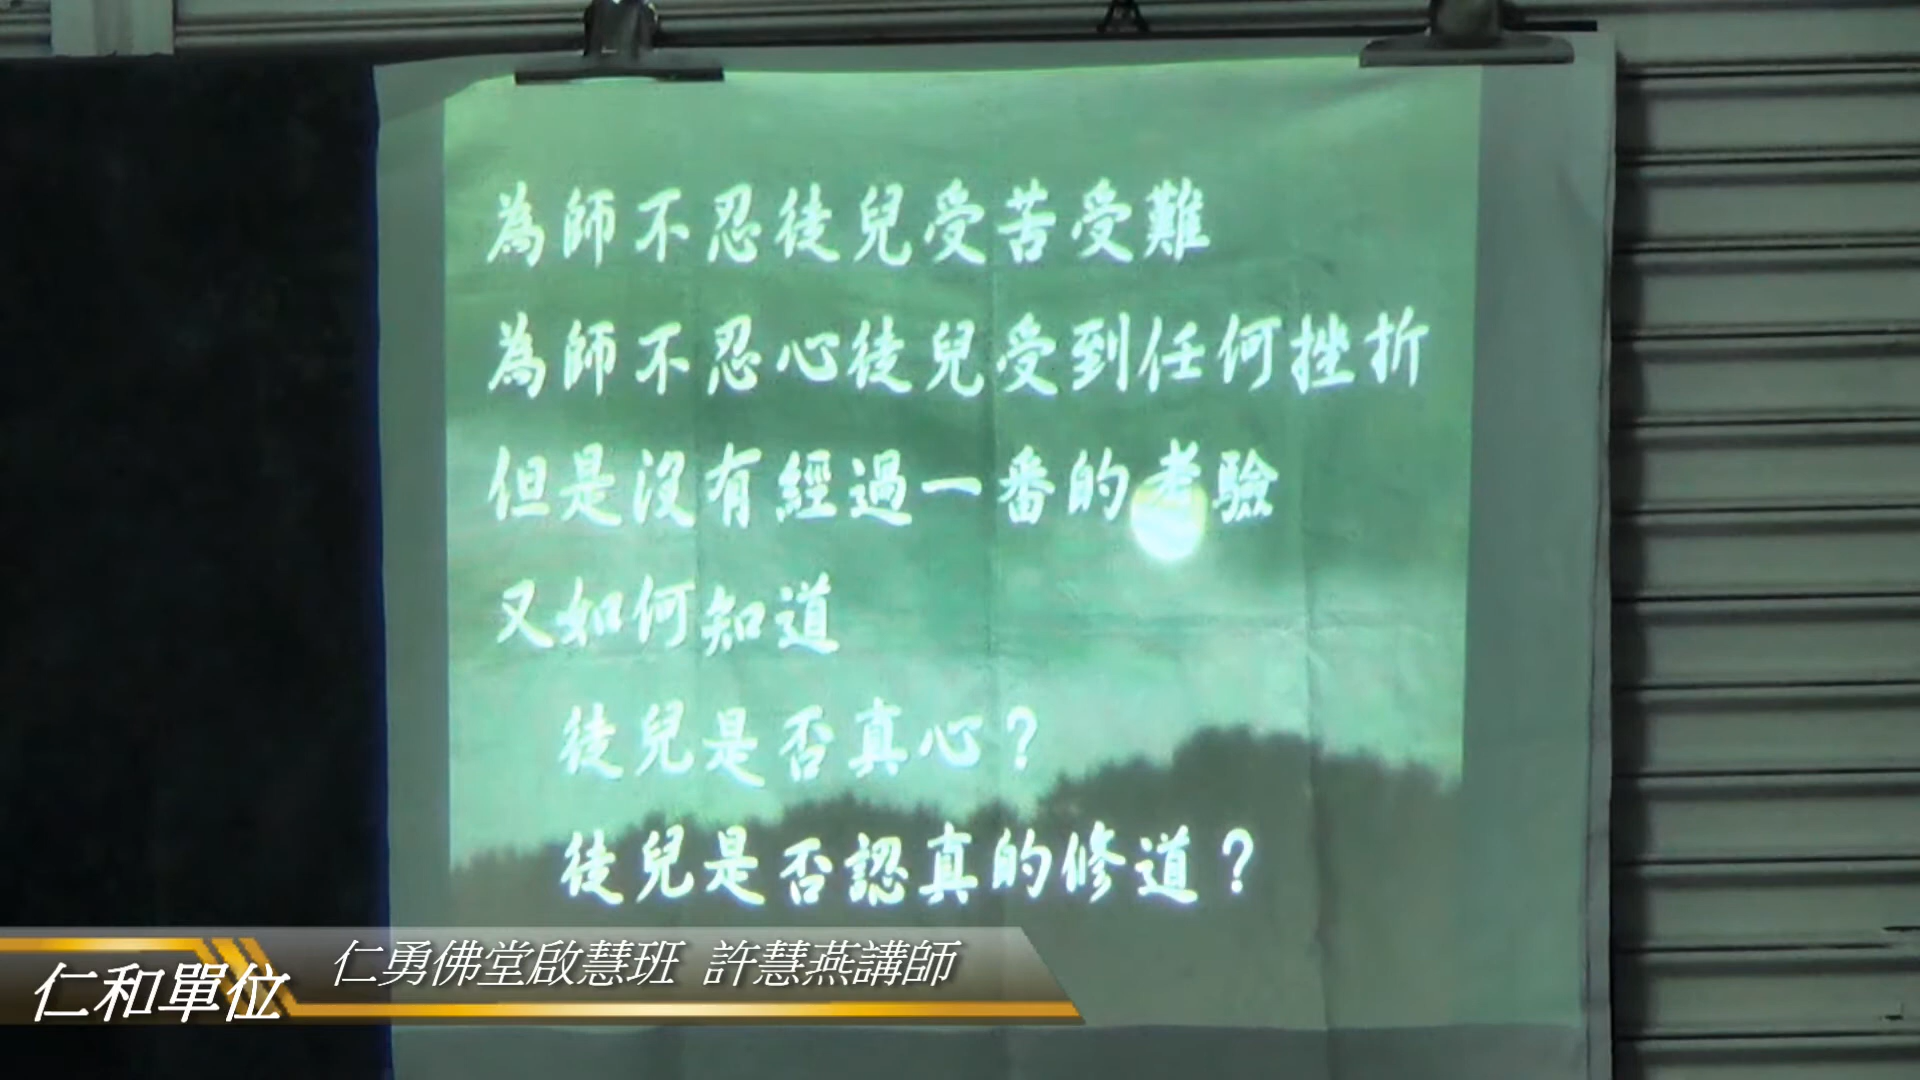 為師不忍徒兒受苦受難
為師不忍心徒兒受到任何挫折
但是沒有經過一番的考驗
又如何知道
徒兒是否真心？
徒兒是否認真的修道？
仁勇佛堂啟慧班 許慧燕講師
仁和單位